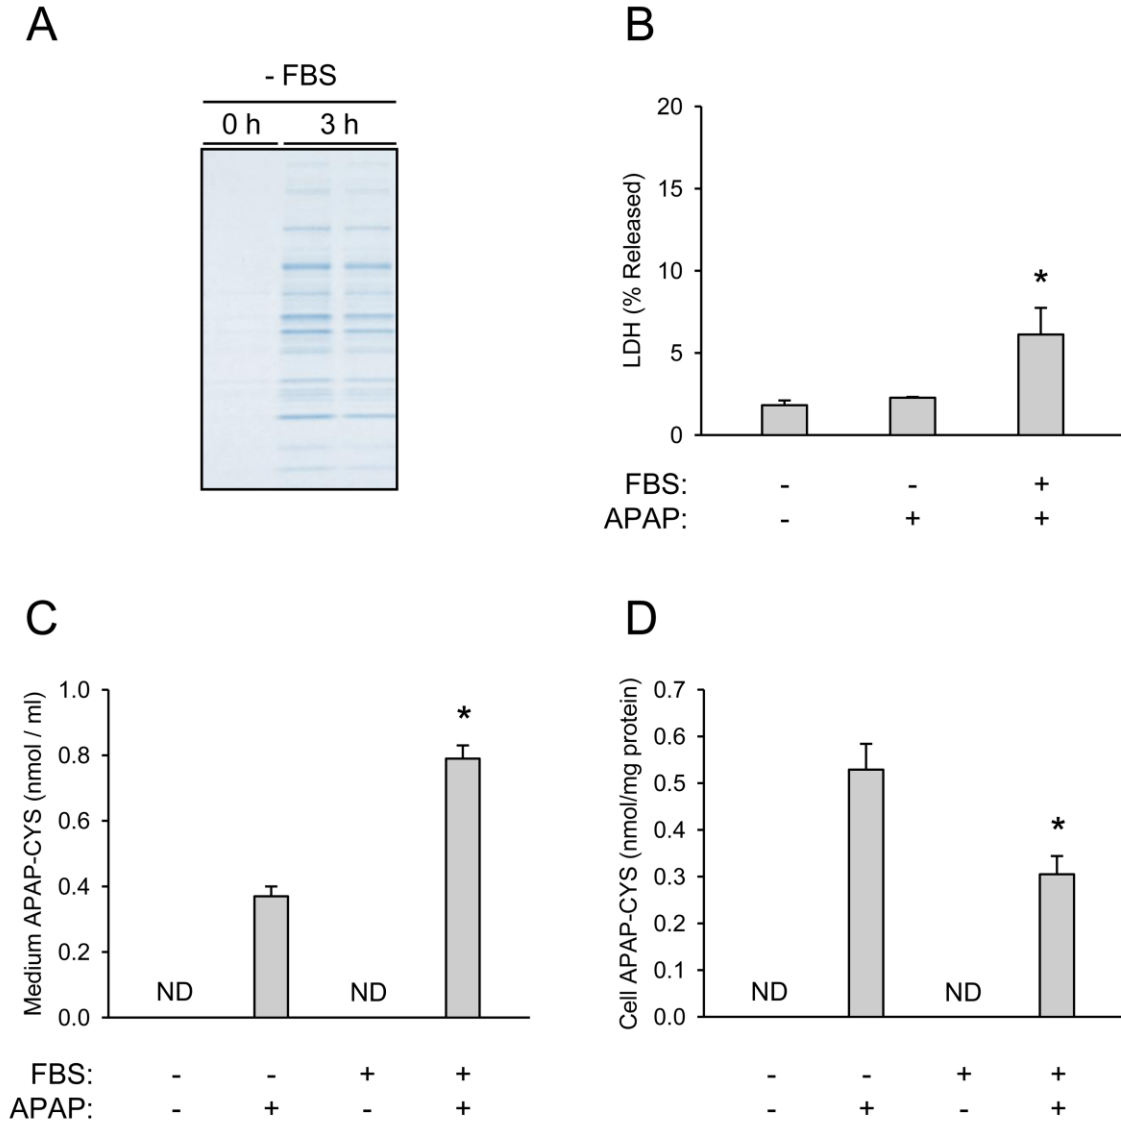 A
- FBS
0 h 3 h
B
LDH (% Released)
20
15
10
5
0
*
FBS: - - +
APAP: - + +
C
Medium APAP-CYS (nmol / ml)
1.0
0.8
0.6
0.4
0.2
0.0
*
ND ND
FBS: - - + +
APAP: - + - +
D
Cell APAP-CYS (nmol/mg protein)
0.7
0.6
0.5
0.4
0.3
0.2
0.1
0.0
*
ND ND
- - + +
- + - +